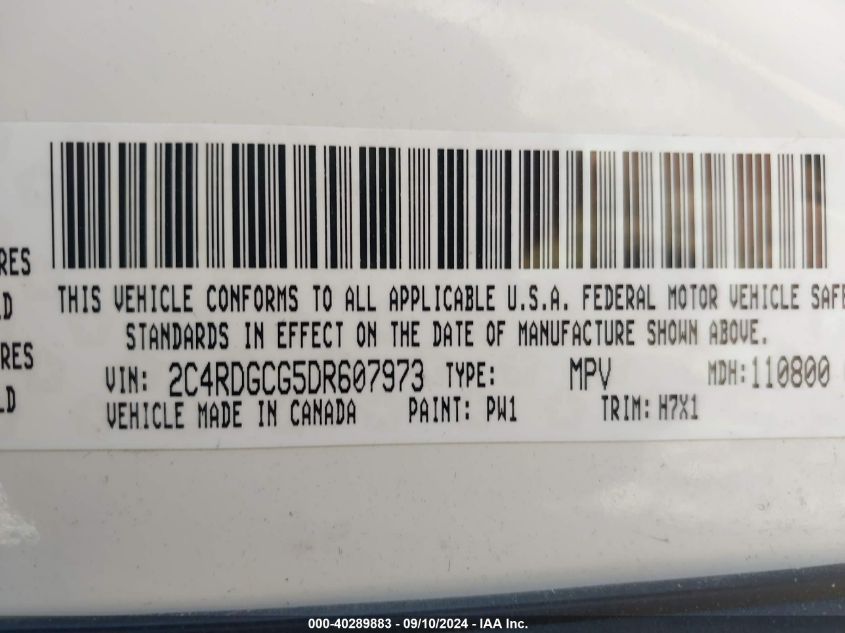 RES
THIS VEHICLE CONFORMS TO ALL APPLICABLE U.S.A. FEDERAL MOTOR VEHICLE SAFE
LD
STANDARDS IN EFFECT ON THE DATE OF MANUFACTURE SHOWN ABOVE.
RES
VIN: 2C4RDGCG5DR607973 TYPE: MPV MDH: 110800
LD
VEHICLE MADE IN CANADA PAINT: PW1 TRIM: H7X1
000-40289883 - 09/10/2024 - IAA Inc.